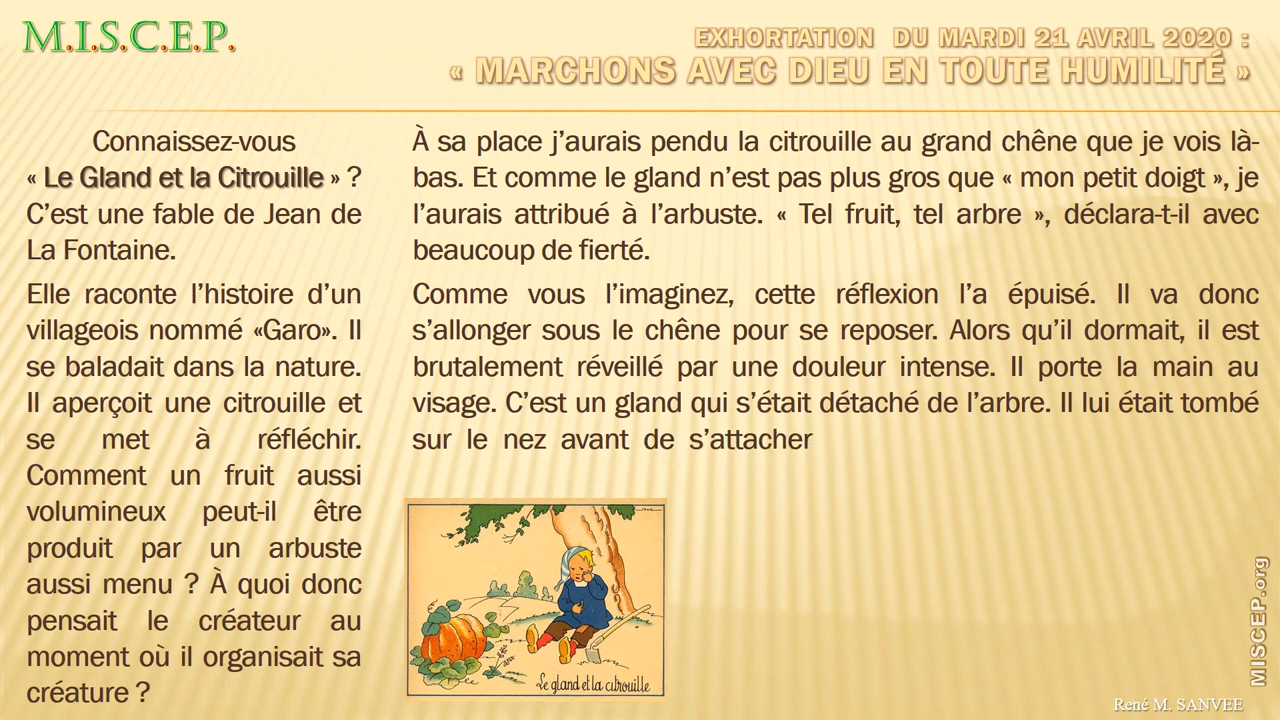 M.I.S.C.E.P.
EXHORTATION DU MARDI 21 AVRIL 2020 :
« MARCHONS AVEC DIEU EN TOUTE HUMILITÉ »
Connaissez-vous
« Le Gland et la Citrouille » ?
C’est une fable de Jean de
La Fontaine.
Elle raconte l’histoire d’un
villageois nommé «Garo». Il
se baladait dans la nature.
Il aperçoit une citrouille et
se met à réfléchir.
Comment un fruit aussi
volumineux peut-il être
produit par un arbuste
aussi menu ? À quoi donc
pensait le créateur au
moment où il organisait sa
créature ?
À sa place j’aurais pendu la citrouille au grand chêne que je vois là-
bas. Et comme le gland n’est pas plus gros que « mon petit doigt », je
l’aurais attribué à l’arbuste. « Tel fruit, tel arbre », déclara-t-il avec
beaucoup de fierté.
Comme vous l’imaginez, cette réflexion l’a épuisé. Il va donc
s’allonger sous le chêne pour se reposer. Alors qu’il dormait, il est
brutalement réveillé par une douleur intense. Il porte la main au
visage. C’est un gland qui s’était détaché de l’arbre. Il lui était tombé
sur le nez avant de s’attacher
Le gland et la citrouille
MISCEP.org
René M. SANVEE